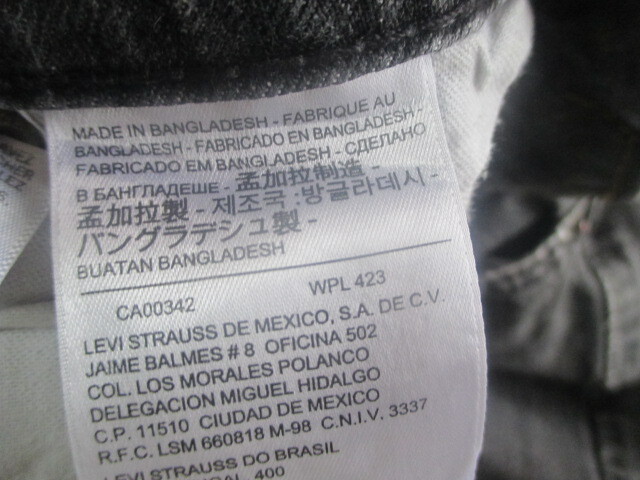 MADE IN BANGLADESH - FABRIQUE AU
BANGLADESH - FABRICADO EN BANGLADESH -
FABRICADO EM BANGLADESH - СДЕЛАНО
В БАНГЛАДЕШЕ - 孟加拉制造 -
孟加拉製 - 제조국 :방글라데시 -
バングラデシュ製 -
BUATAN BANGLADESH
CA00342 WPL 423
LEVI STRAUSS DE MEXICO, S.A. DE C.V.
JAIME BALMES # 8 OFICINA 502
COL. LOS MORALES POLANCO
DELEGACION MIGUEL HIDALGO
C.P. 11510 CIUDAD DE MEXICO
R.F.C. LSM 660818 M-98 C.N.I.V. 3337
LEVI STRAUSS DO BRASIL
400